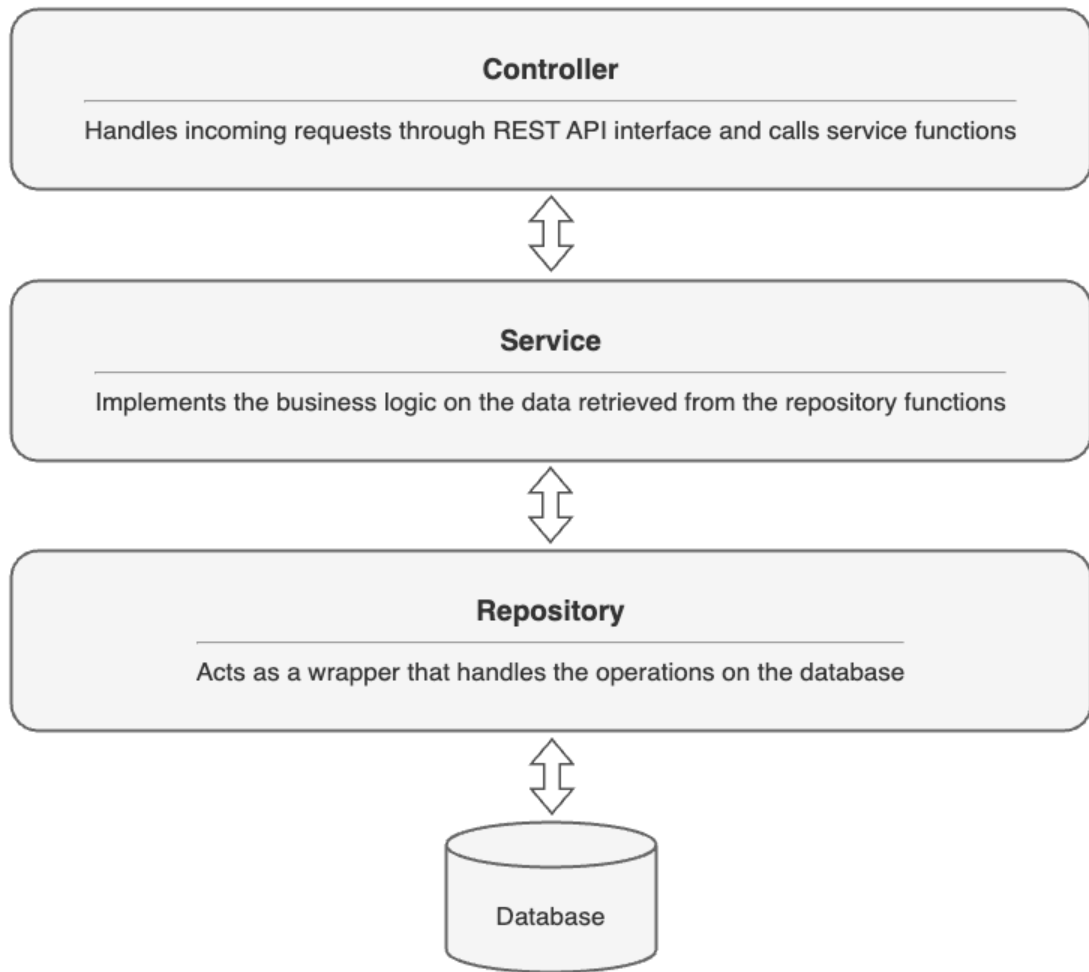 Controller
Handles incoming requests through REST API interface and calls service functions
Service
Implements the business logic on the data retrieved from the repository functions
Repository
Acts as a wrapper that handles the operations on the database
Database